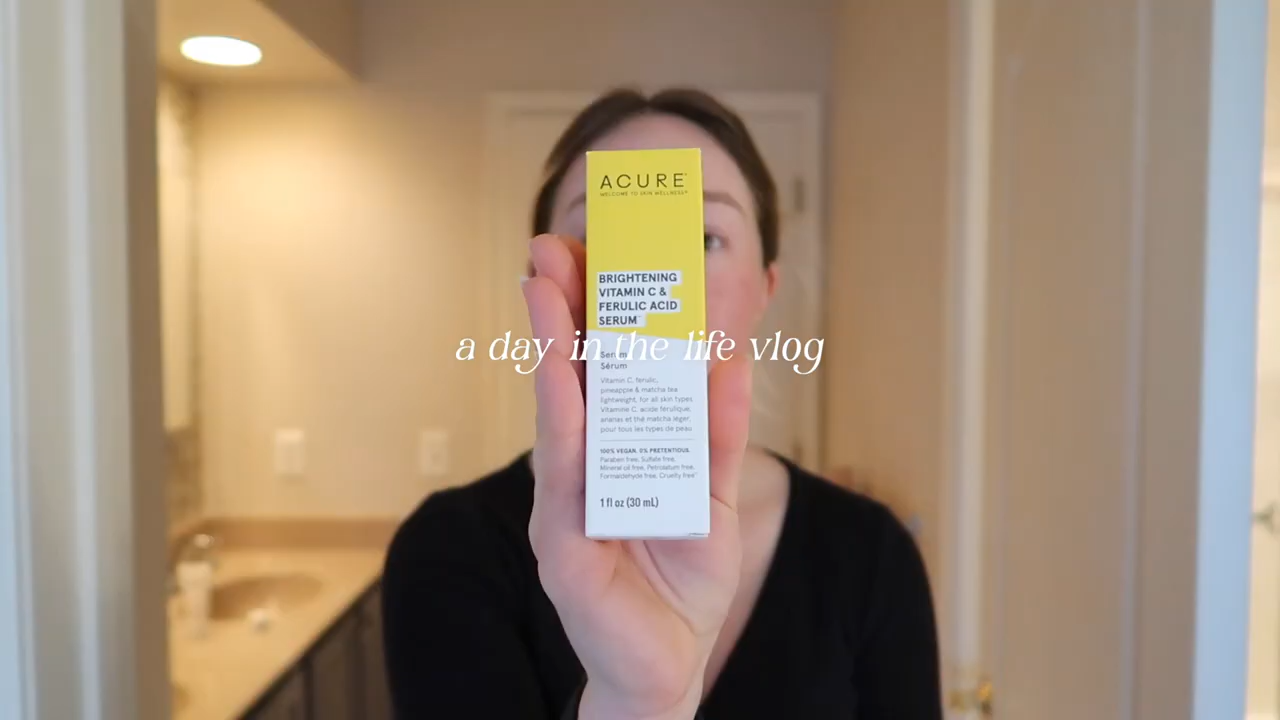 ACURE
WELCOME TO SKIN WELLNESS
BRIGHTENING
VITAMIN C &
FERULIC ACID
SERUM
a day in the life vlog
Serum
Sérum
Vitamin C, ferulic,
pineapple & matcha tea
lightweight, for all skin types
Vitamine C, acide férulique,
ananas et thé matcha léger,
pour tous les types de peau
100% VEGAN. 0% PRETENTIOUS.
Paraben free, Sulfate free,
Mineral oil free, Petrolatum free,
Formaldehyde free, Cruelty free
1 fl oz (30 mL)